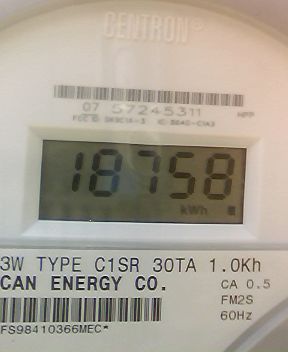 CENTRON®
07 57245311
18758
kWh
3W TYPE C1SR 30TA 1.0Kh
CAN ENERGY CO.
CA 0.5
FM2S
60Hz
FS98410366MEC*